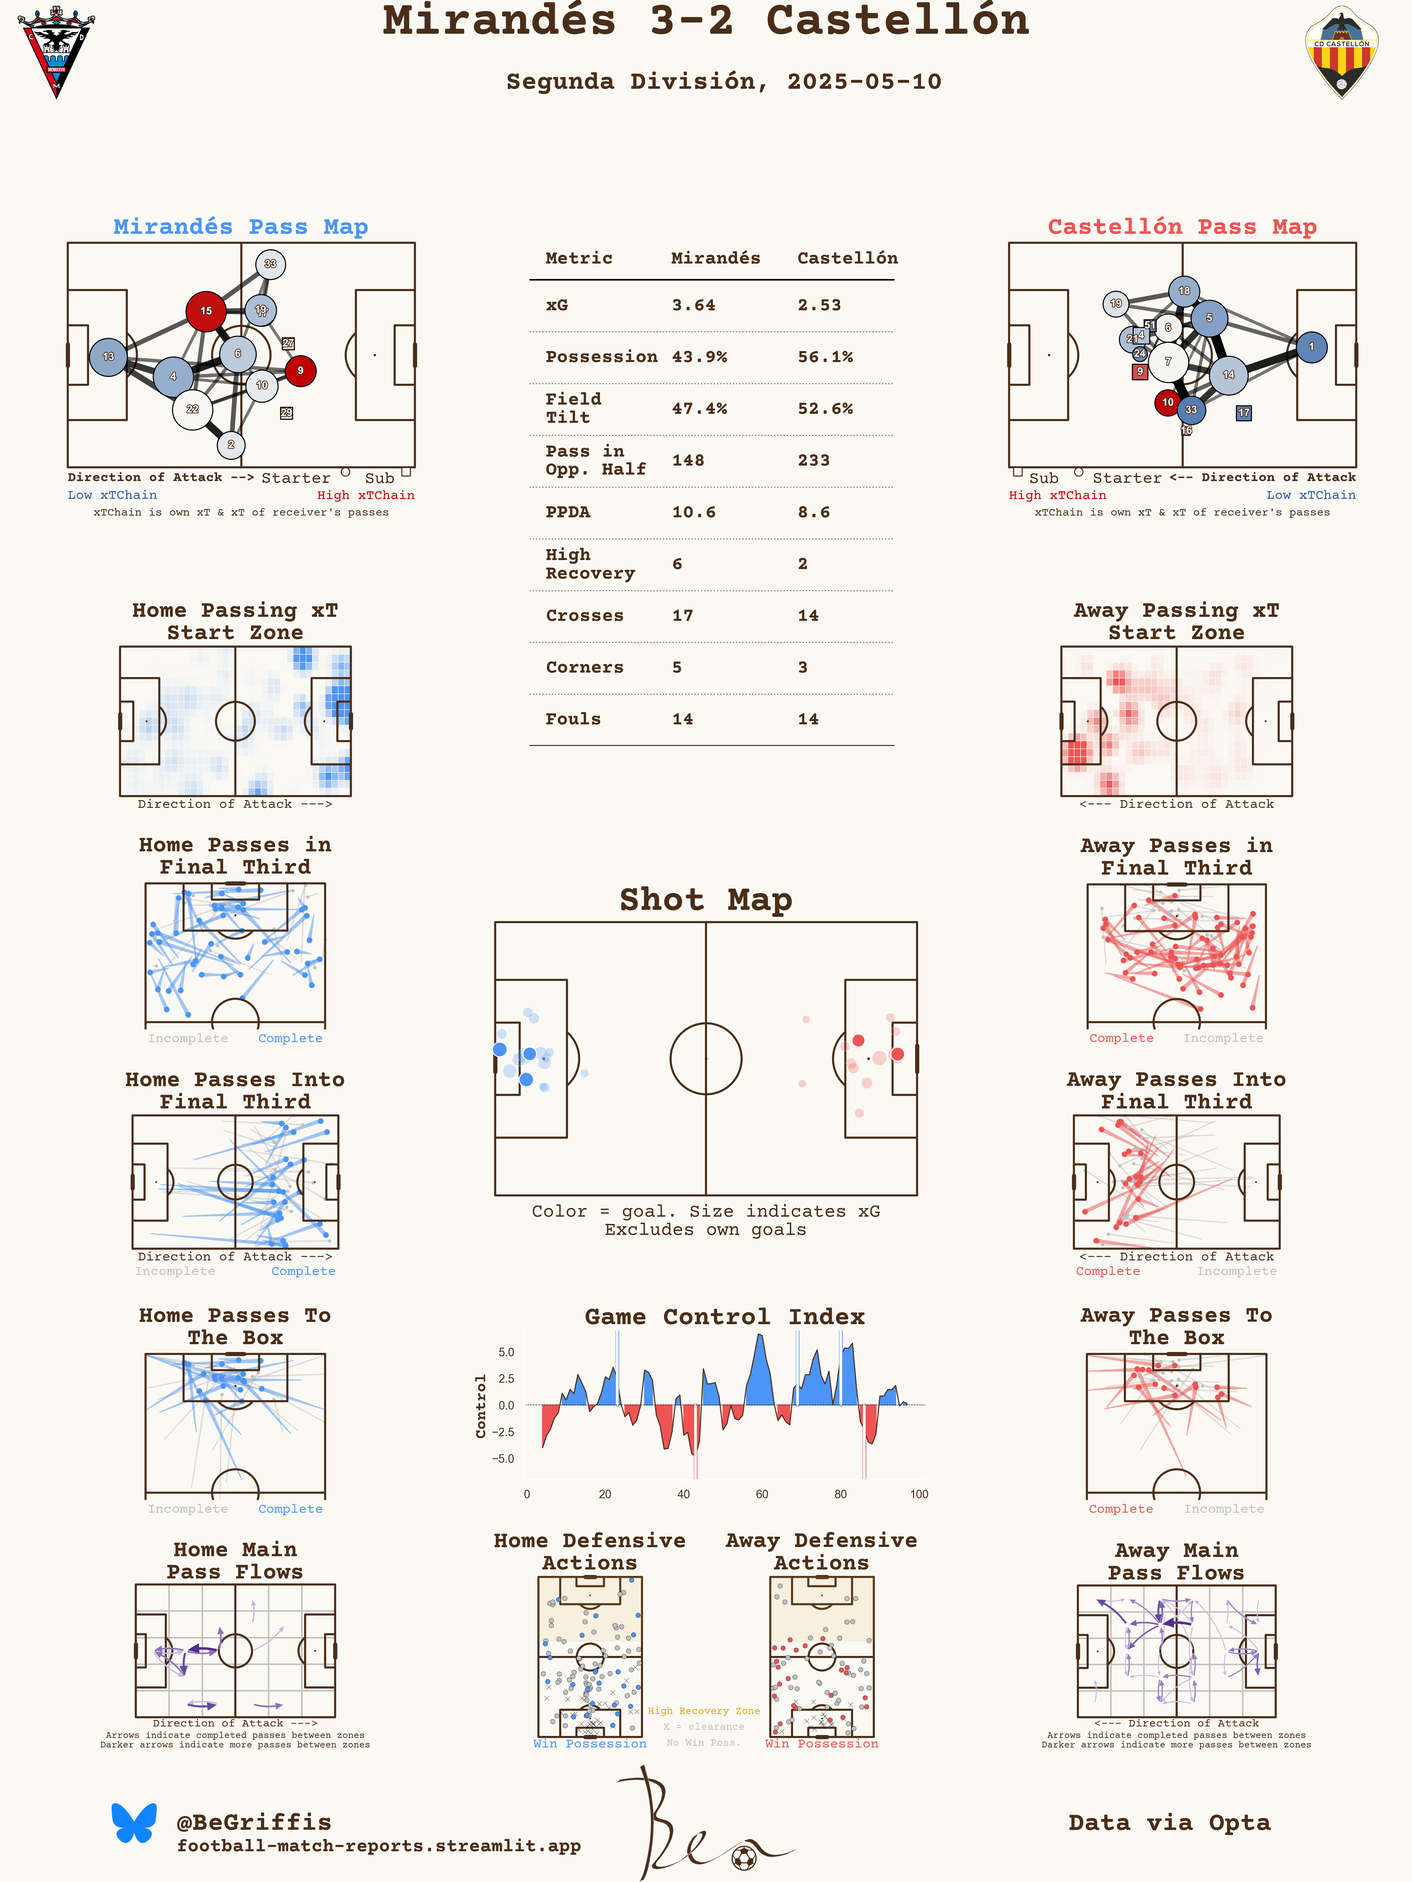 Mirandés 3-2 Castellón
Segunda División, 2025-05-10
CD CASTELLÓN
Mirandés Pass Map
33
15
19
13
6
27
4
9
10
22
29
2
Direction of Attack --> Starter Sub
Low xTChain High xTChain
xTChain is own xT & xT of receiver's passes
Metric Mirandés Castellón
xG 3.64 2.53
Possession 43.9% 56.1%
Field
Tilt 47.4% 52.6%
Pass in
Opp. Half 148 233
PPDA 10.6 8.6
High
Recovery 6 2
Crosses 17 14
Corners 5 3
Fouls 14 14
Castellón Pass Map
18
19
5
6
4
24
7
1
9
14
10
33
17
16
Sub Starter <-- Direction of Attack
High xTChain Low xTChain
xTChain is own xT & xT of receiver's passes
Home Passing xT
Start Zone
Direction of Attack --->
Away Passing xT
Start Zone
<--- Direction of Attack
Home Passes in
Final Third
Incomplete Complete
Away Passes in
Final Third
Complete Incomplete
Shot Map
Color = goal. Size indicates xG
Excludes own goals
Home Passes Into
Final Third
Direction of Attack --->
Incomplete Complete
Away Passes Into
Final Third
<--- Direction of Attack
Complete Incomplete
Home Passes To
The Box
Incomplete Complete
Game Control Index
Control
5.0
2.5
0.0
−2.5
−5.0
0 20 40 60 80 100
Away Passes To
The Box
Complete Incomplete
Home Main
Pass Flows
Direction of Attack --->
Arrows indicate completed passes between zones
Darker arrows indicate more passes between zones
Home Defensive
Actions
Win Possession
High Recovery Zone
X = clearance
No Win Poss.
Away Defensive
Actions
Win Possession
Away Main
Pass Flows
<--- Direction of Attack
Arrows indicate completed passes between zones
Darker arrows indicate more passes between zones
@BeGriffis
football-match-reports.streamlit.app
Ben
Data via Opta